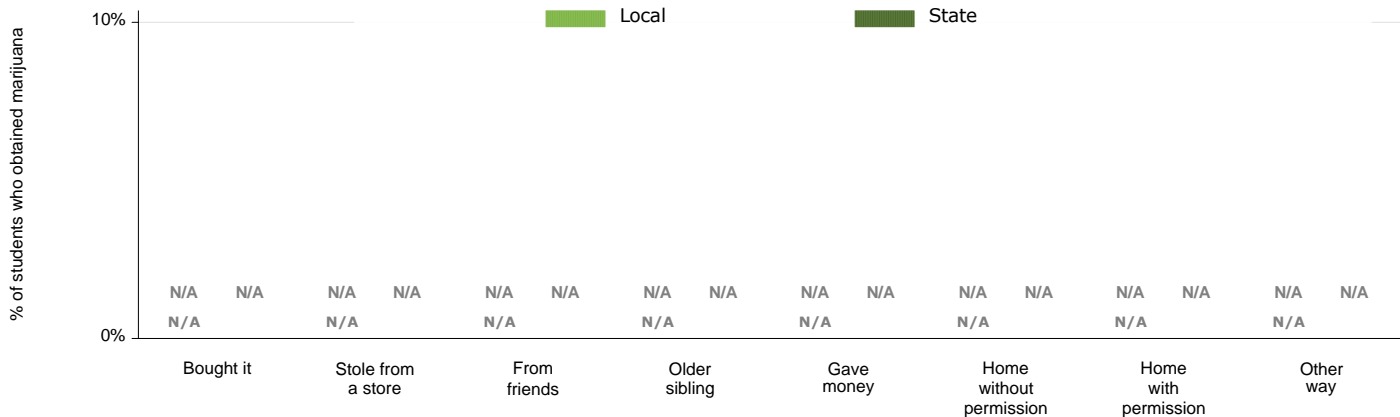 Local State
10%
% of students who obtained marijuana
N/A N/A N/A N/A N/A N/A N/A N/A N/A N/A N/A N/A N/A N/A N/A N/A
N/A N/A N/A N/A N/A N/A N/A N/A
0%
Bought it
Stole from
a store
From
friends
Older
sibling
Gave
money
Home
without
permission
Home
with
permission
Other
way